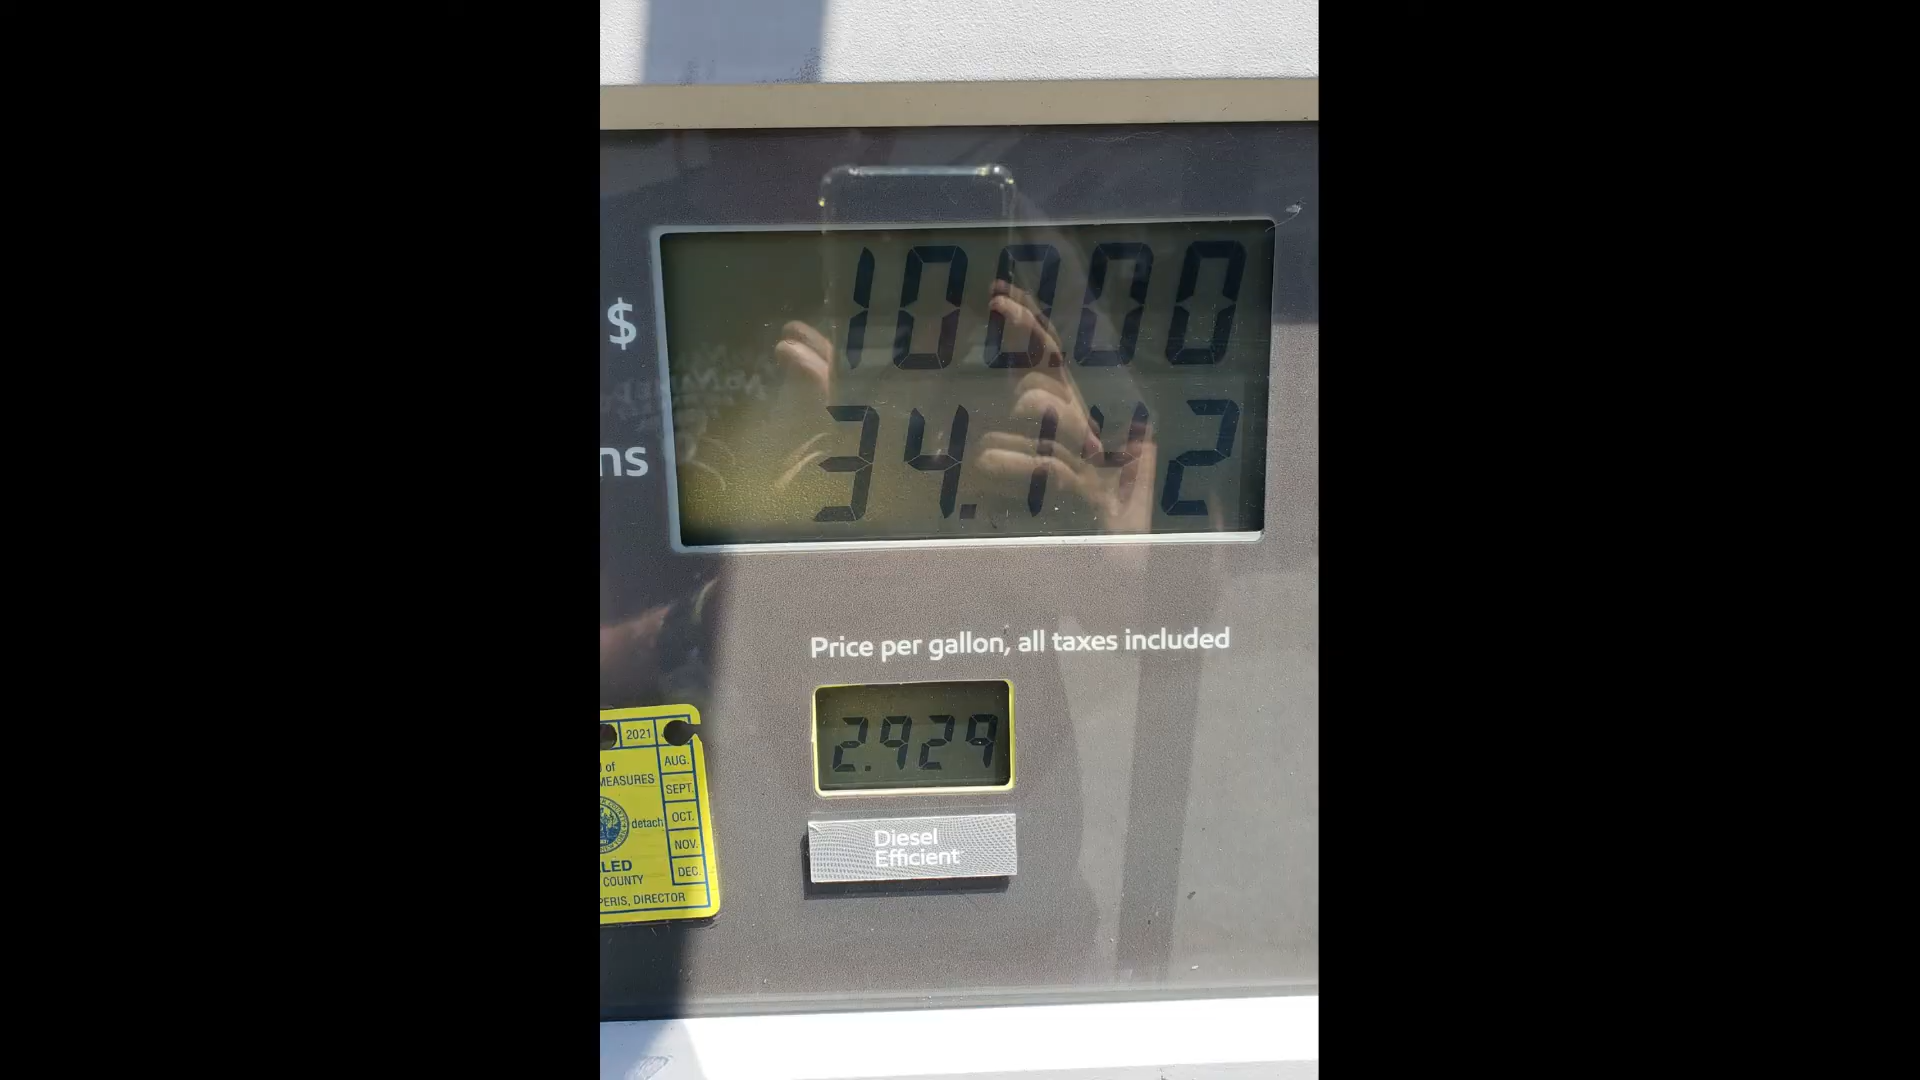 $ 100.00
ns 34.142
Price per gallon, all taxes included
2.929
Diesel
Efficient
2021
of
MEASURES
AUG.
SEPT.
OCT.
NOV.
DEC.
detach
LED
COUNTY
PERIS, DIRECTOR